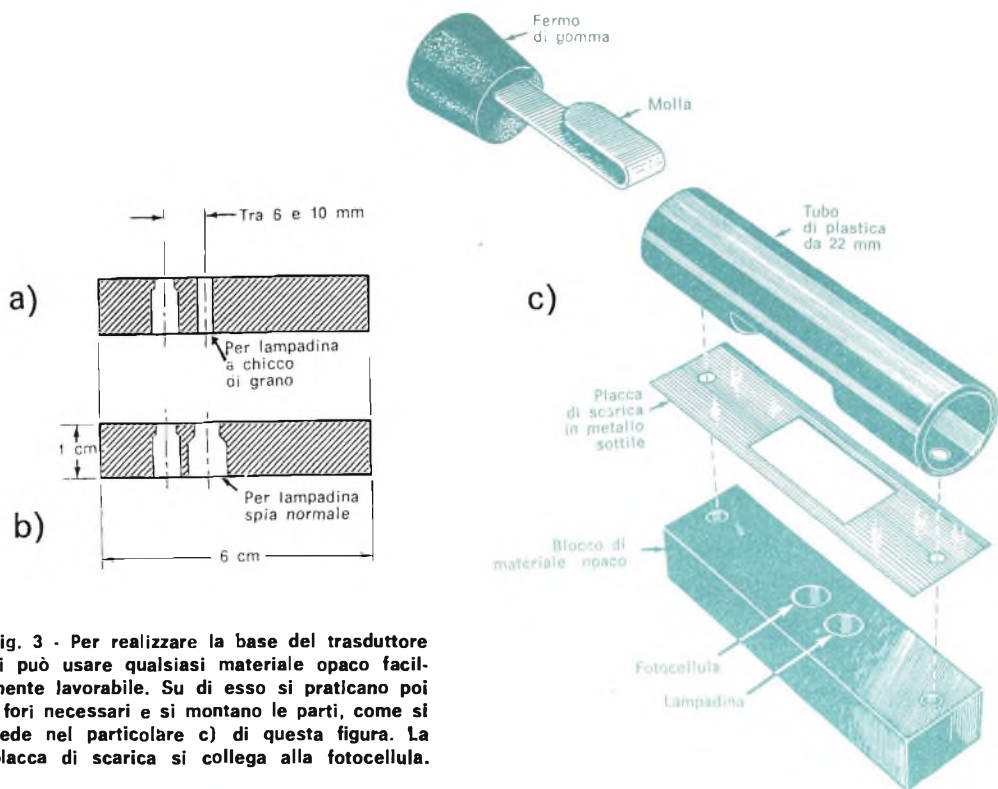 Fermo
di gomma
Molla
Tra 6 e 10 mm
Tubo
di plastica
da 22 mm
a)
c)
Per lampadina
a chicco
di grano
Placca
di scarica
in metallo
sottile
1 cm
b)
Per lampadina
spia normale
6 cm
Blocco di
materiale opaco
Fotocellula
Lampadina
ig. 3 - Per realizzare la base del trasduttore
i può usare qualsiasi materiale opaco facil-
mente lavorabile. Su di esso si praticano poi
fori necessari e si montano le parti, come si
ede nel particolare c) di questa figura. La
placca di scarica si collega alla fotocellula.